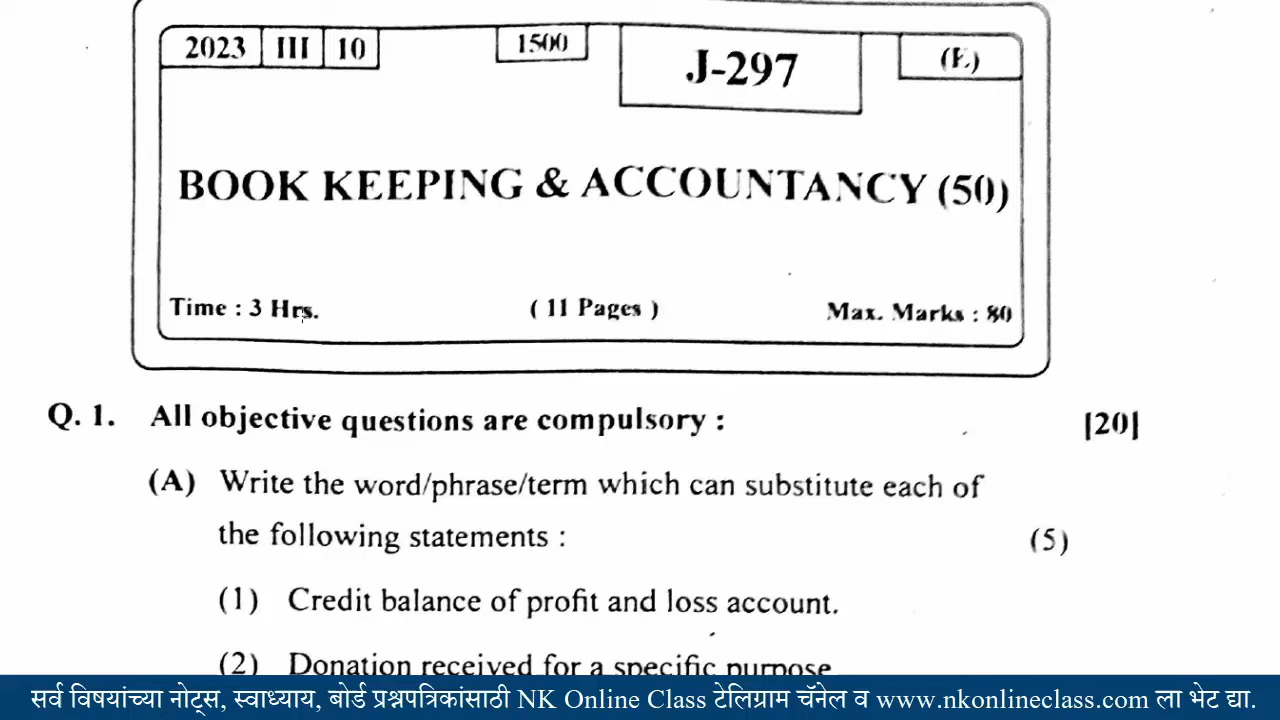 2023 III 10 1500 J-297 (E)
BOOK KEEPING & ACCOUNTANCY (50)
Time : 3 Hrs. ( 11 Pages ) Max. Marks : 80
Q. 1. All objective questions are compulsory : [20]
(A) Write the word/phrase/term which can substitute each of
the following statements : (5)
(1) Credit balance of profit and loss account.
(2) Donation received for a specific purpose.
सर्व विषयांच्या नोट्स, स्वाध्याय, बोर्ड प्रश्नपत्रिकांसाठी NK Online Class टेलिग्राम चॅनेल व www.nkonlineclass.com ला भेट द्या.